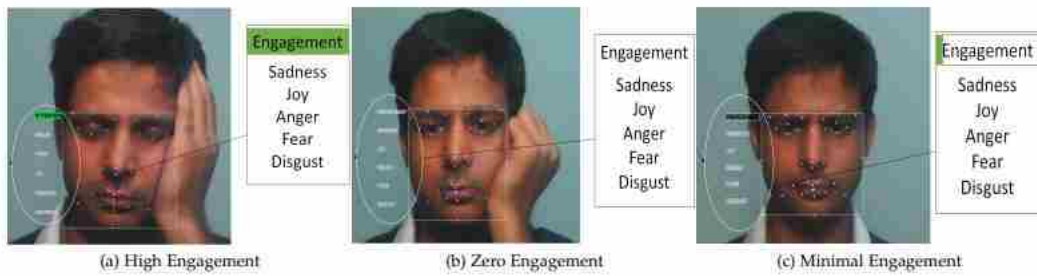 Engagement
Sadness
Joy
Anger
Fear
Disgust
Engagement
Sadness
Joy
Anger
Fear
Disgust
Engagement
Sadness
Joy
Anger
Fear
Disgust
(a) High Engagement
(b) Zero Engagement
(c) Minimal Engagement